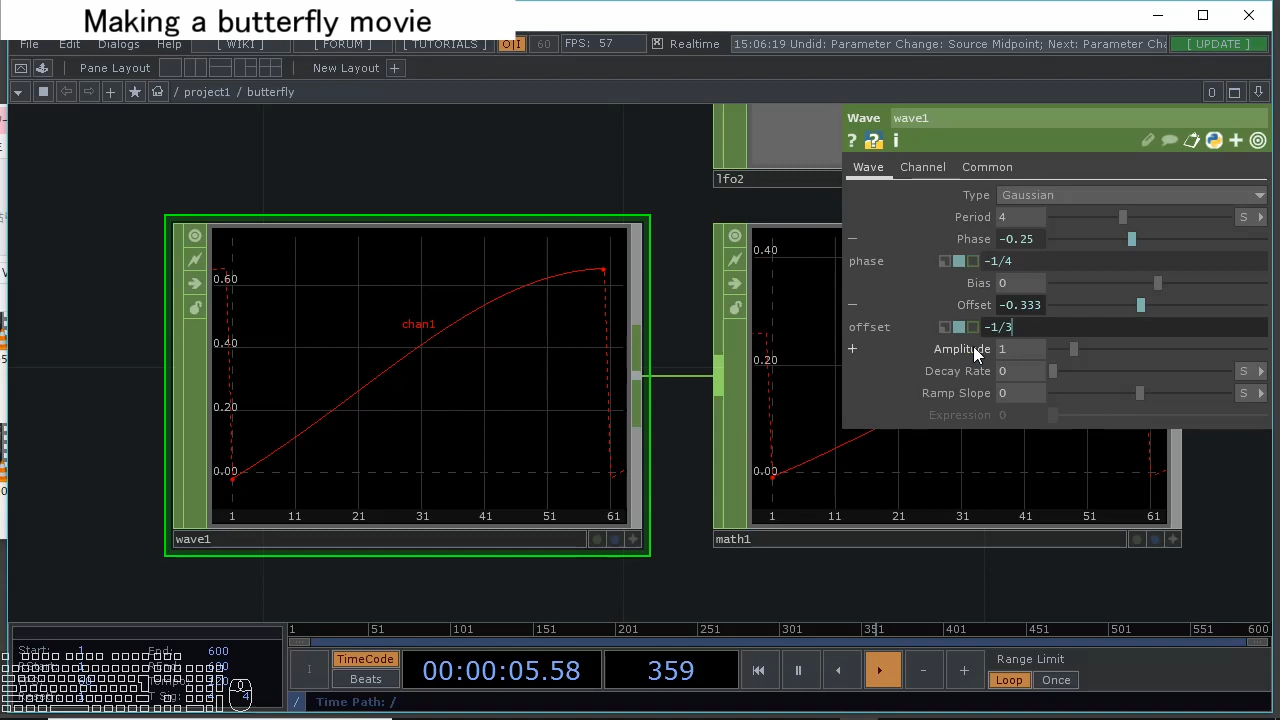 Making a butterfly movie
File Edit Dialogs Help [ WIKI ] [ FORUM ] [ TUTORIALS ] O|I 60 FPS: 57 Realtime 15:06:19 Undid: Parameter Change: Source Midpoint; Next: Parameter Cha [ UPDATE ]
Pane Layout New Layout +
/ project1 / butterfly 0
Wave wave1
? ? i
Wave Channel Common
lfo2
Type Gaussian
Period 4 S
Phase -0.25
phase -1/4
Bias 0
Offset -0.333
offset -1/3
Amplitude 1
Decay Rate 0 S
Ramp Slope 0 S
Expression 0
0.60
0.40
0.20
0.00
chan1
1 11 21 31 41 51 61
wave1
0.40
0.20
0.00
1 11 21 31 41 51 61
math1
1 51 101 151 201 251 301 351 401 451 501 551 600
Start: 1 End: 600
TimeCode
Beats
00:00:05.58 359
Range Limit
Loop Once
/ Time Path: /